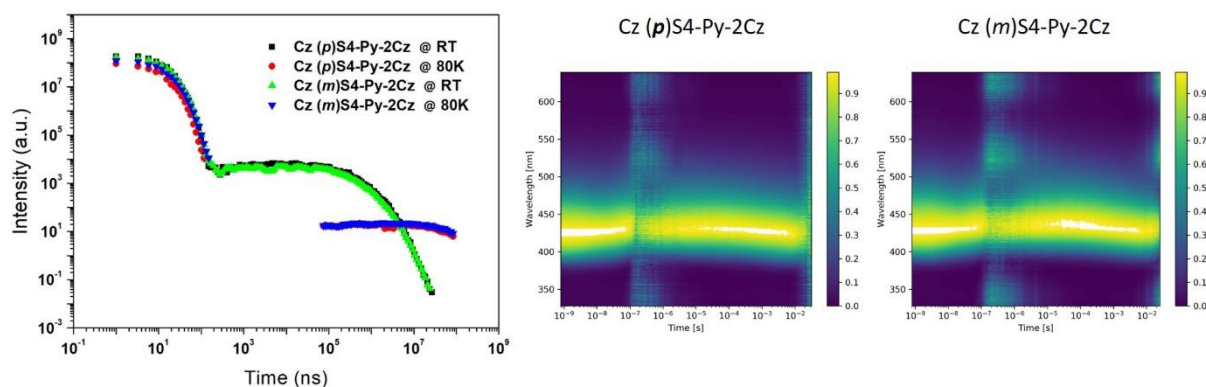 Intensity (a.u.)
10⁹
10⁷
10⁵
10³
10¹
10⁻¹
10⁻³
Cz (p)S4-Py-2Cz @ RT
Cz (p)S4-Py-2Cz @ 80K
Cz (m)S4-Py-2Cz @ RT
Cz (m)S4-Py-2Cz @ 80K
10⁻¹ 10¹ 10³ 10⁵ 10⁷ 10⁹
Time (ns)
Cz (p)S4-Py-2Cz
Wavelength [nm]
600
550
500
450
400
350
10⁻⁹ 10⁻⁸ 10⁻⁷ 10⁻⁶ 10⁻⁵ 10⁻⁴ 10⁻³ 10⁻²
Time [s]
0.9
0.8
0.7
0.6
0.5
0.4
0.3
0.2
0.1
0.0
Cz (m)S4-Py-2Cz
Wavelength [nm]
600
550
500
450
400
350
10⁻⁹ 10⁻⁸ 10⁻⁷ 10⁻⁶ 10⁻⁵ 10⁻⁴ 10⁻³ 10⁻²
Time [s]
0.9
0.8
0.7
0.6
0.5
0.4
0.3
0.2
0.1
0.0